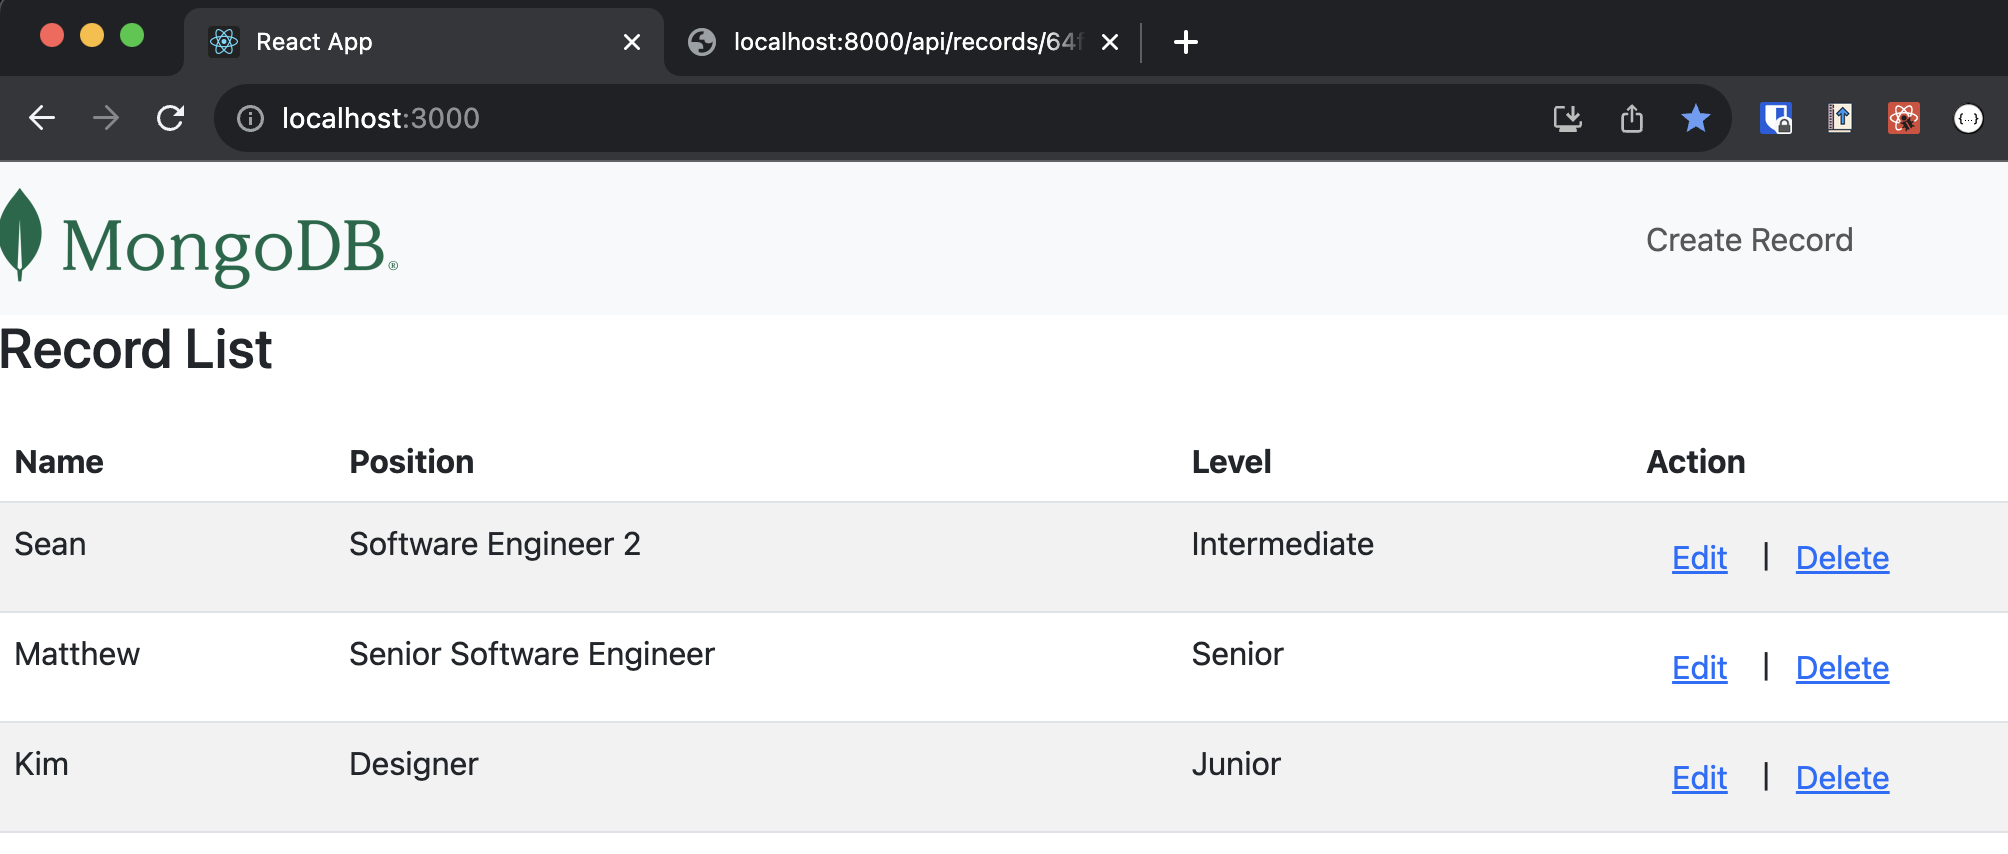 React App
localhost:8000/api/records/64f
localhost:3000
MongoDB®
Create Record
Record List
Name Position Level Action
Sean Software Engineer 2 Intermediate Edit | Delete
Matthew Senior Software Engineer Senior Edit | Delete
Kim Designer Junior Edit | Delete